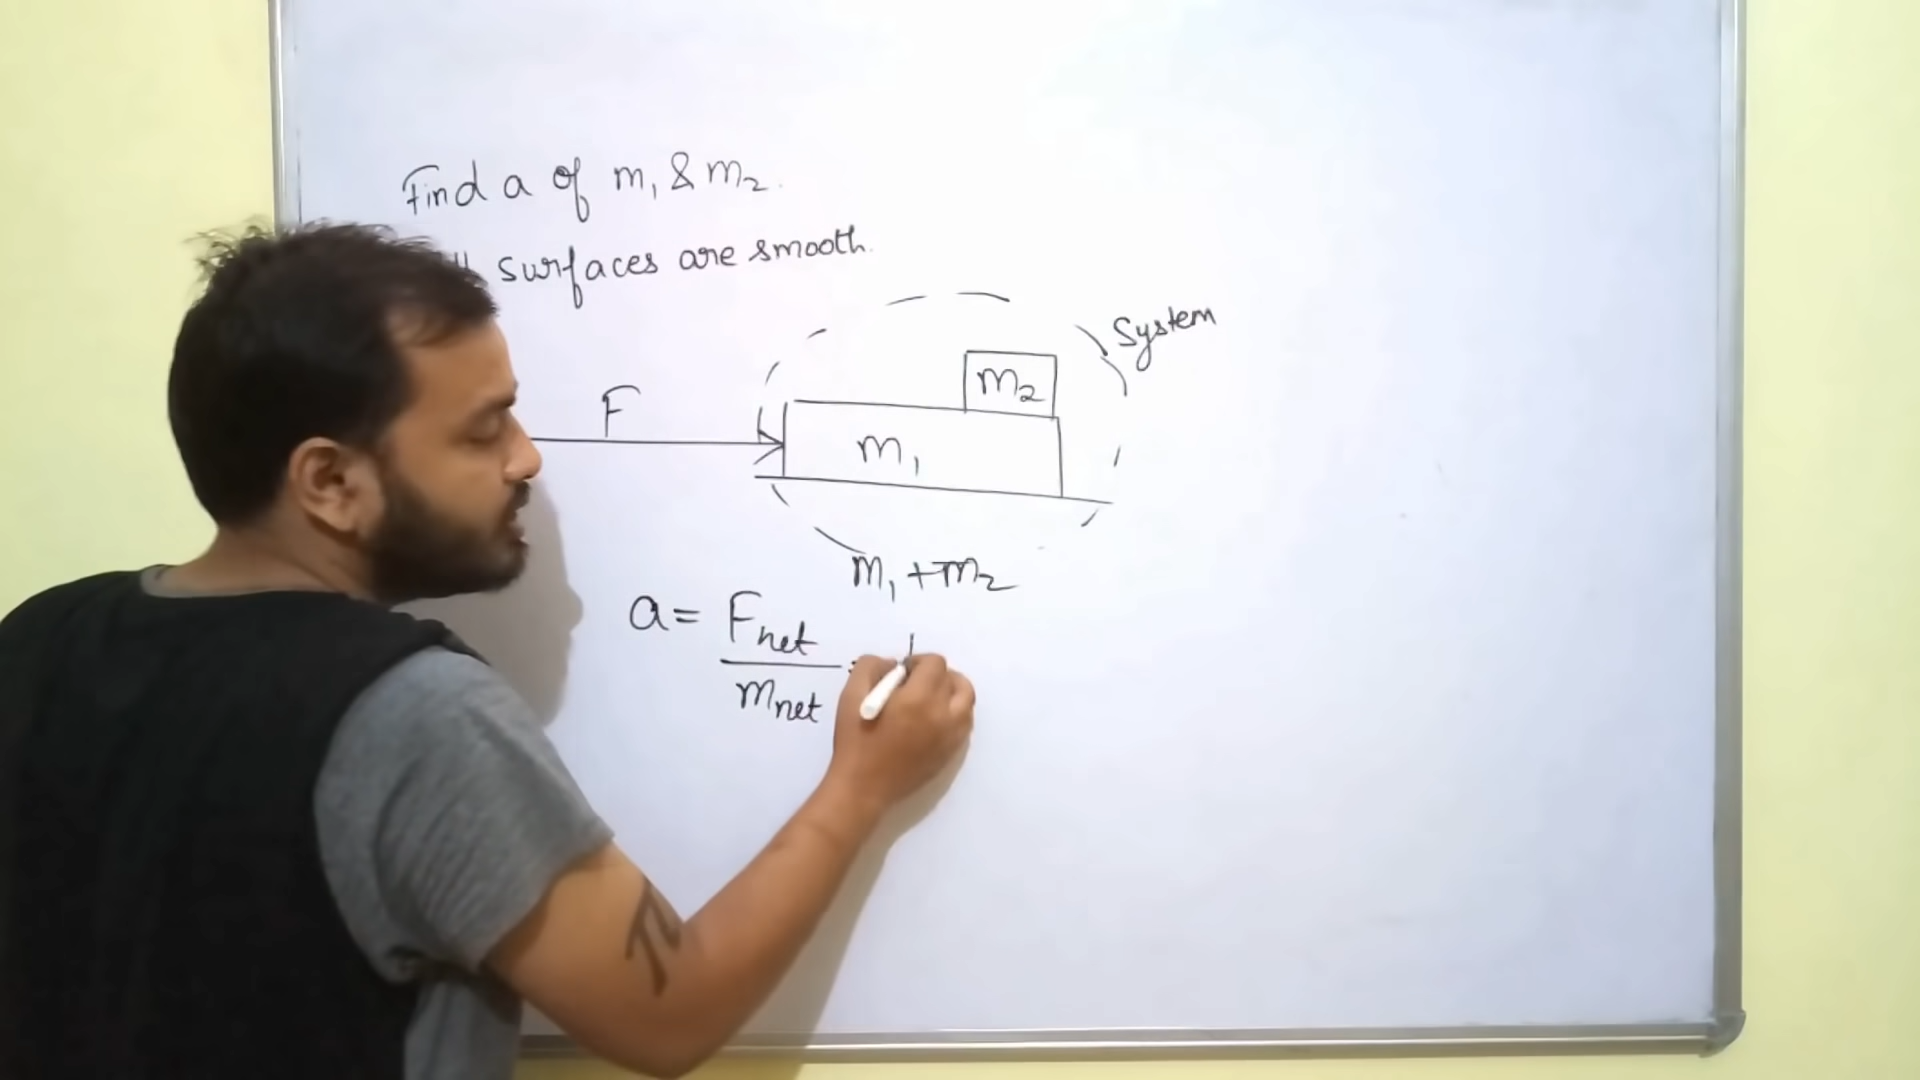 Find a of m₁ & m₂.
surfaces are smooth.
System
m₂
F
m₁
m₁ + m₂
a = Fnet
mnet
π